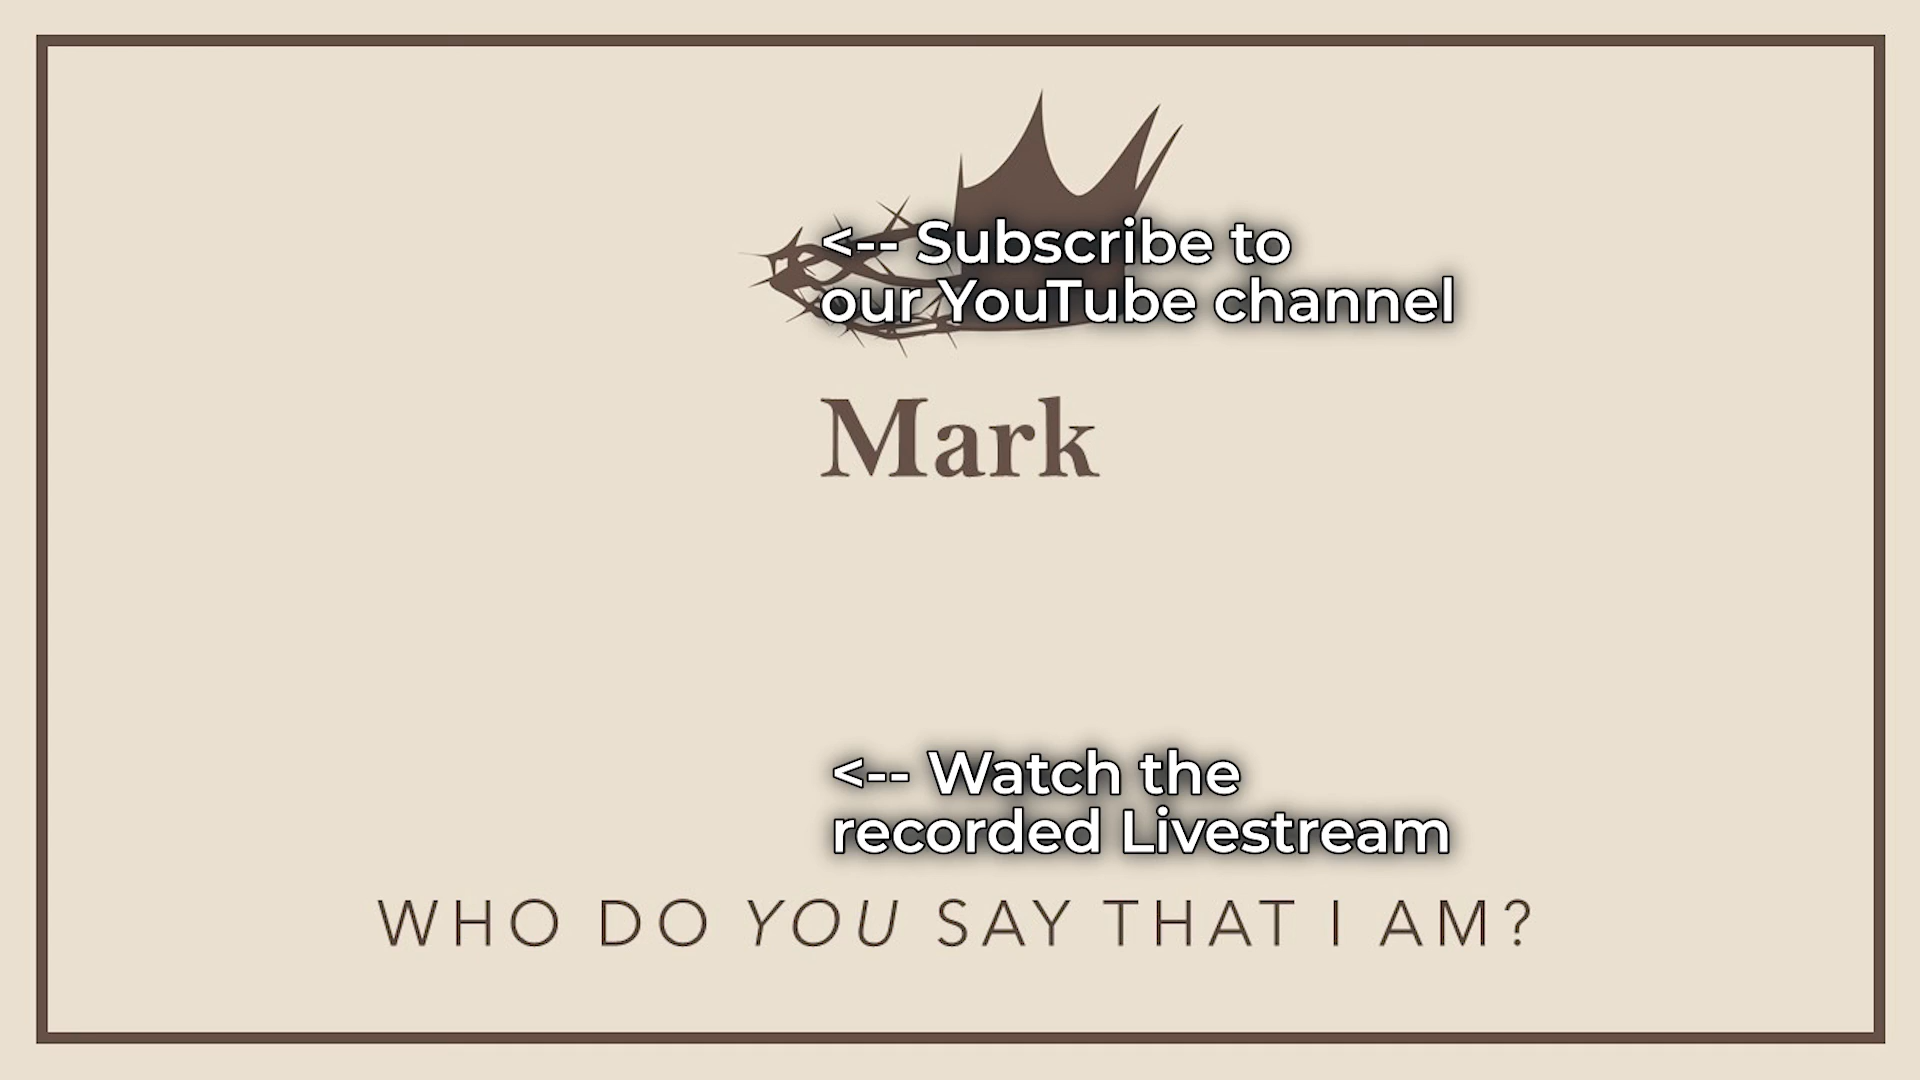 <-- Subscribe to
our YouTube channel
Mark
<-- Watch the
recorded Livestream
WHO DO YOU SAY THAT I AM?